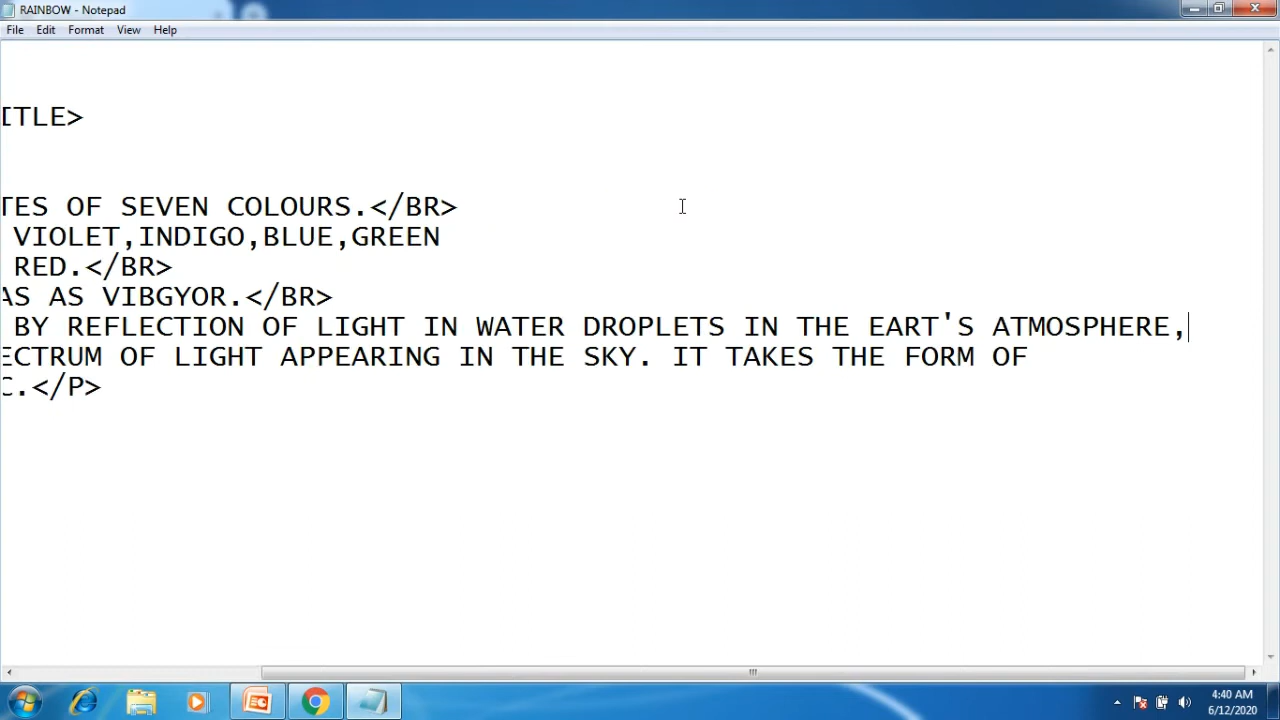 RAINBOW - Notepad
File Edit Format View Help
ITLE>
TES OF SEVEN COLOURS.</BR>
VIOLET,INDIGO,BLUE,GREEN
RED.</BR>
AS AS VIBGYOR.</BR>
BY REFLECTION OF LIGHT IN WATER DROPLETS IN THE EART'S ATMOSPHERE,
ECTRUM OF LIGHT APPEARING IN THE SKY. IT TAKES THE FORM OF
C.</P>
4:40 AM
6/12/2020